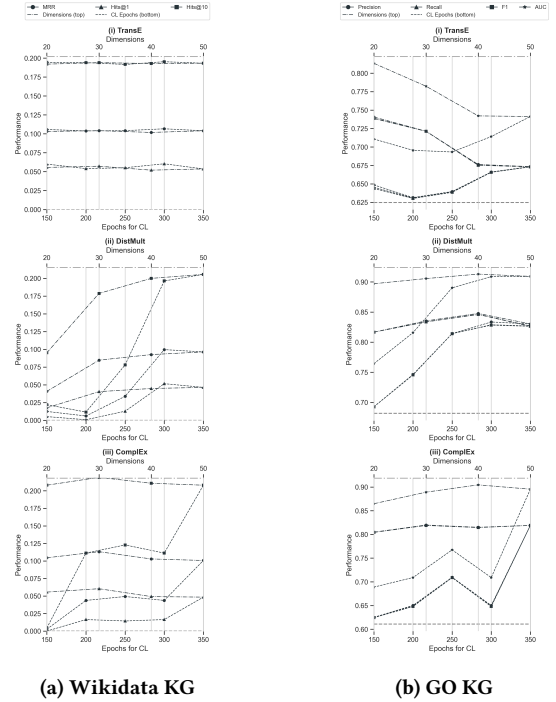 MRR Hits@1 Hits@10
Dimensions (top) CL Epochs (bottom)
(i) TransE
Dimensions
20 30 40 50
0.200
0.175
0.150
0.125
0.100
0.075
0.050
0.025
0.000
Performance
150 200 250 300 350
Epochs for CL
(ii) DistMult
Dimensions
20 30 40 50
0.200
0.175
0.150
0.125
0.100
0.075
0.050
0.025
0.000
Performance
150 200 250 300 350
Epochs for CL
(iii) ComplEx
Dimensions
20 30 40 50
0.200
0.175
0.150
0.125
0.100
0.075
0.050
0.025
0.000
Performance
150 200 250 300 350
Epochs for CL
(a) Wikidata KG
Precision Recall F1 AUC
Dimensions (top) CL Epochs (bottom)
(i) TransE
Dimensions
20 30 40 50
0.800
0.775
0.750
0.725
0.700
0.675
0.650
0.625
Performance
150 200 250 300 350
Epochs for CL
(ii) DistMult
Dimensions
20 30 40 50
0.90
0.85
0.80
0.75
0.70
Performance
150 200 250 300 350
Epochs for CL
(iii) ComplEx
Dimensions
20 30 40 50
0.90
0.85
0.80
0.75
0.70
0.65
0.60
Performance
150 200 250 300 350
Epochs for CL
(b) GO KG